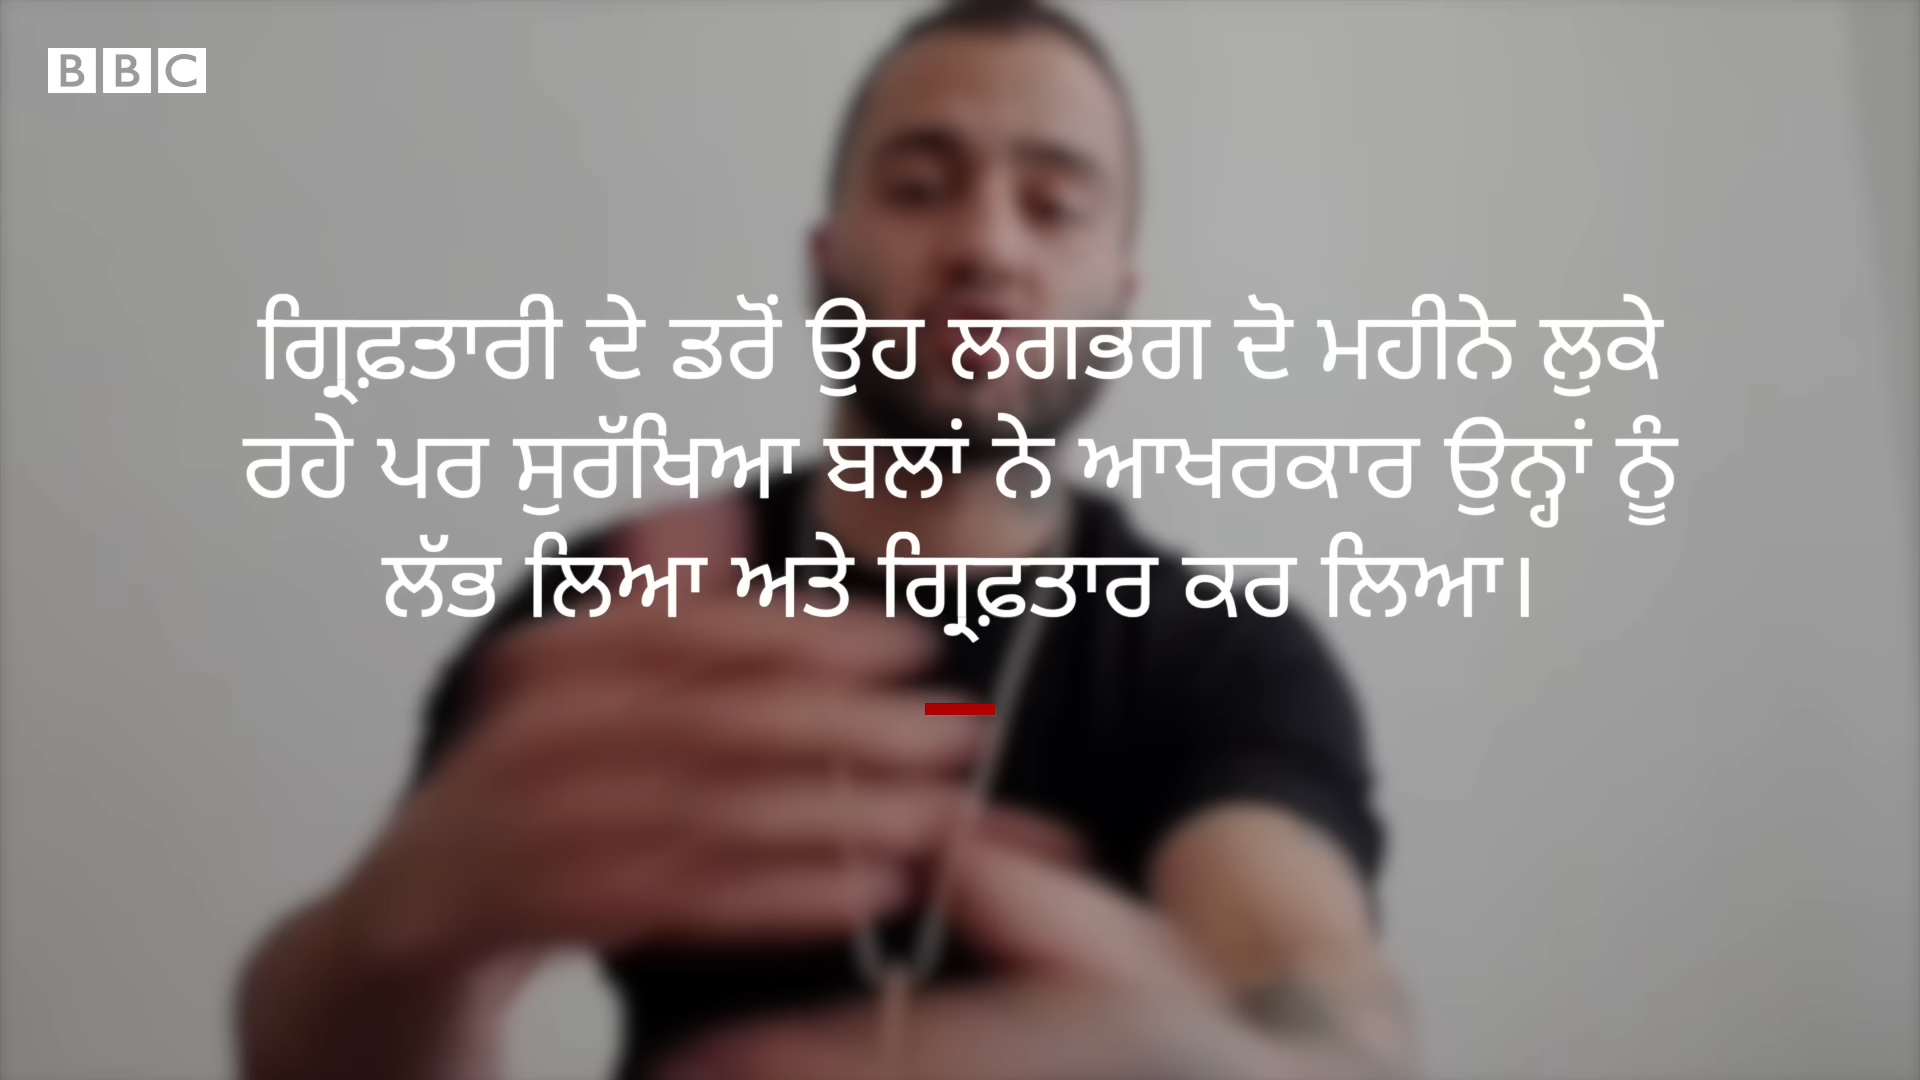 BBC
ਗ੍ਰਿਫ਼ਤਾਰੀ ਦੇ ਡਰੋਂ ਉਹ ਲਗਭਗ ਦੋ ਮਹੀਨੇ ਲੁਕੇ
ਰਹੇ ਪਰ ਸੁਰੱਖਿਆ ਬਲਾਂ ਨੇ ਆਖਰਕਾਰ ਉਨ੍ਹਾਂ ਨੂੰ
ਲੱਭ ਲਿਆ ਅਤੇ ਗ੍ਰਿਫ਼ਤਾਰ ਕਰ ਲਿਆ।